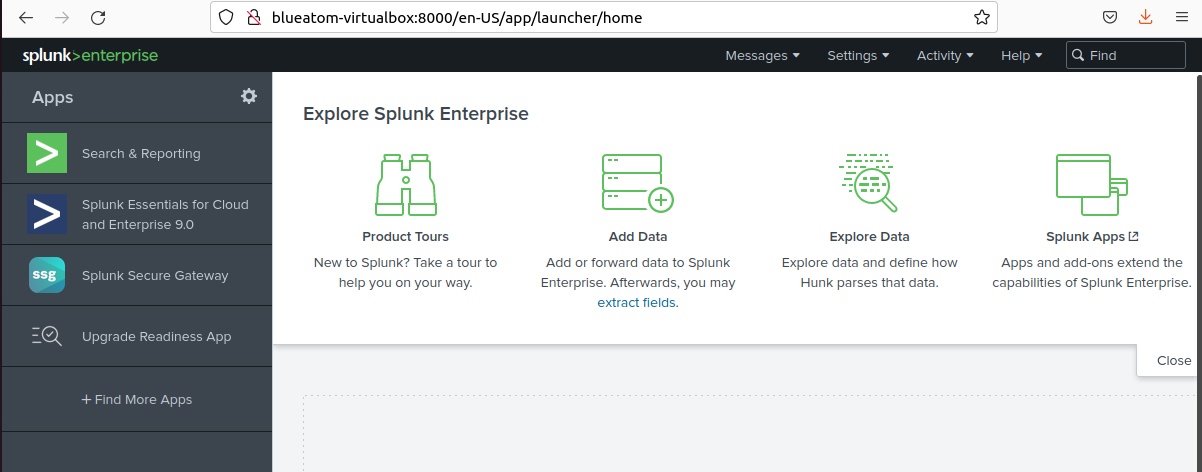 blueatom-virtualbox:8000/en-US/app/launcher/home
splunk>enterprise
Messages
Settings
Activity
Help
Find
Apps
Search & Reporting
Splunk Essentials for Cloud
and Enterprise 9.0
ssg
Splunk Secure Gateway
Upgrade Readiness App
+ Find More Apps
Explore Splunk Enterprise
Product Tours
New to Splunk? Take a tour to
help you on your way.
Add Data
Add or forward data to Splunk
Enterprise. Afterwards, you may
extract fields.
Explore Data
Explore data and define how
Hunk parses that data.
Splunk Apps
Apps and add-ons extend the
capabilities of Splunk Enterprise.
Close